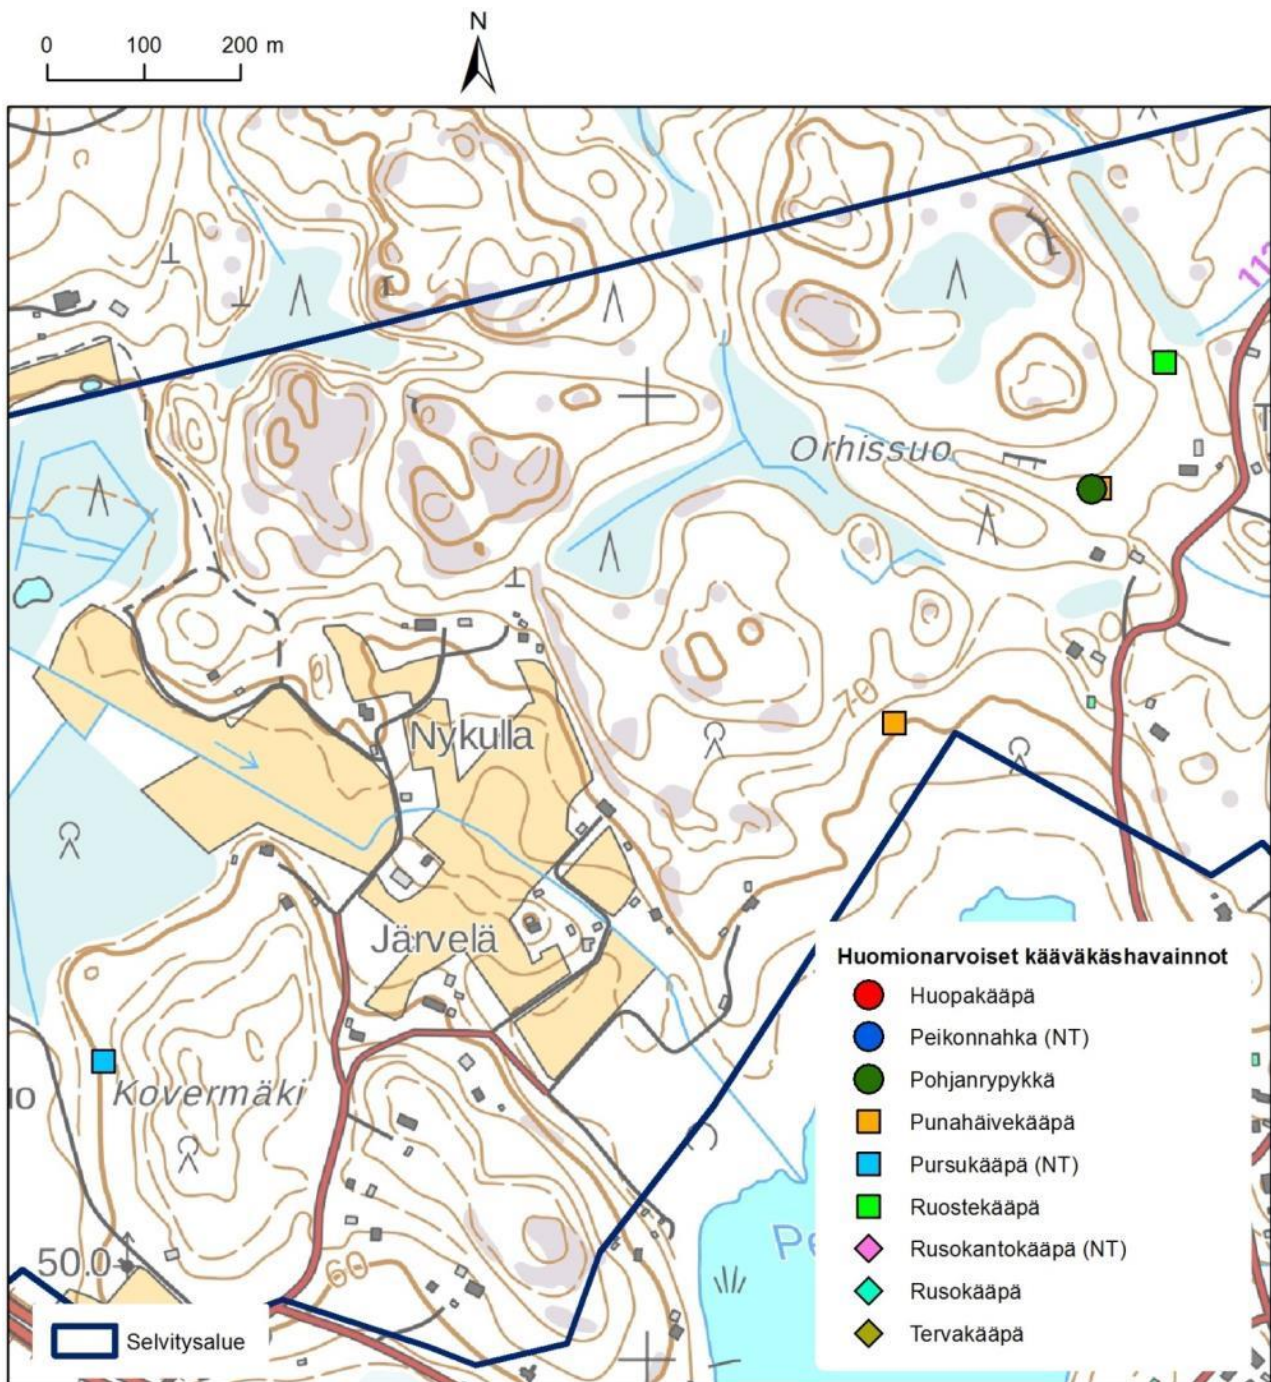 N
0 100 200 m
Orhissuo
70
Nykulla
Järvelä
Kovermäki
50.0
60
Huomionarvoiset kääväkäshavainnot
Huopakääpä
Peikonnahka (NT)
Pohjanrypykkä
Punahäivekääpä
Pursukääpä (NT)
Ruostekääpä
Rusokantokääpä (NT)
Rusokääpä
Tervakääpä
Selvitysalue